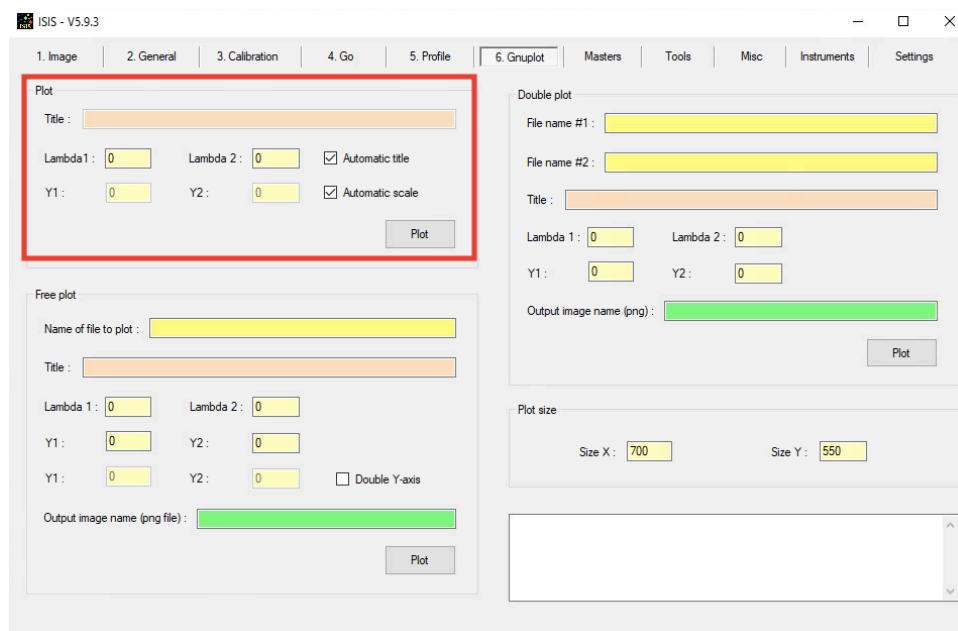 ISIS - V5.9.3
1. Image 2. General 3. Calibration 4. Go 5. Profile 6. Gnuplot Masters Tools Misc Instruments Settings
Plot
Title :
Lambda1 : 0 Lambda 2 : 0 Automatic title
Y1 : 0 Y2 : 0 Automatic scale
Plot
Free plot
Name of file to plot :
Title :
Lambda 1 : 0 Lambda 2 : 0
Y1 : 0 Y2 : 0
Y1 : 0 Y2 : 0 Double Y-axis
Output image name (png file) :
Plot
Double plot
File name #1 :
File name #2 :
Title :
Lambda 1 : 0 Lambda 2 : 0
Y1 : 0 Y2 : 0
Output image name (png) :
Plot
Plot size
Size X : 700 Size Y : 550